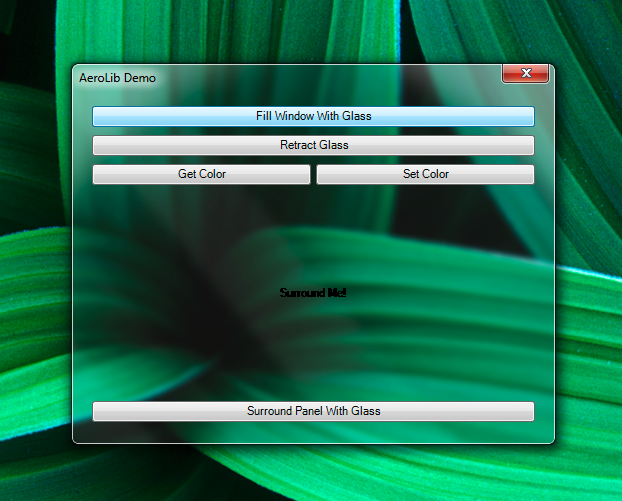 AeroLib Demo
Fill Window With Glass
Retract Glass
Get Color
Set Color
Surround Me!
Surround Panel With Glass